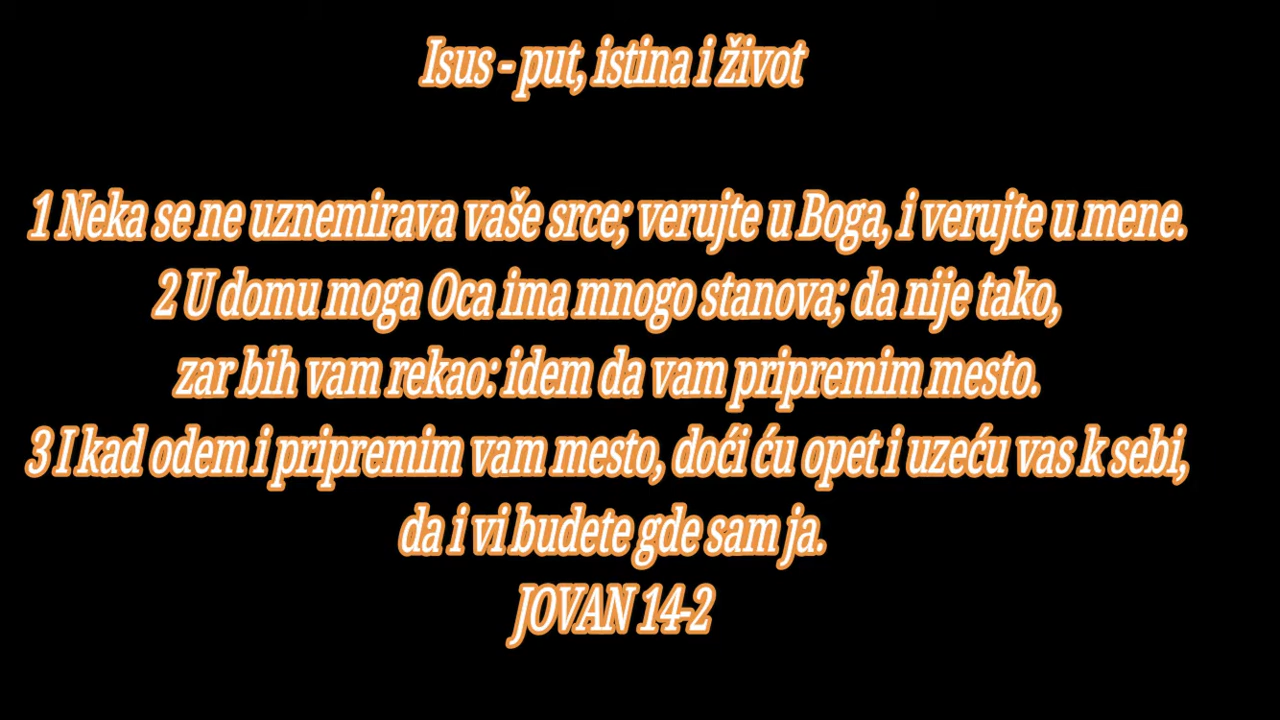 Isus - put, istina i život
1 Neka se ne uznemirava vaše srce; verujte u Boga, i verujte u mene.
2 U domu moga Oca ima mnogo stanova; da nije tako,
zar bih vam rekao: idem da vam pripremim mesto.
3 I kad odem i pripremim vam mesto, doći ću opet i uzeću vas k sebi,
da i vi budete gde sam ja.
JOVAN 14-2